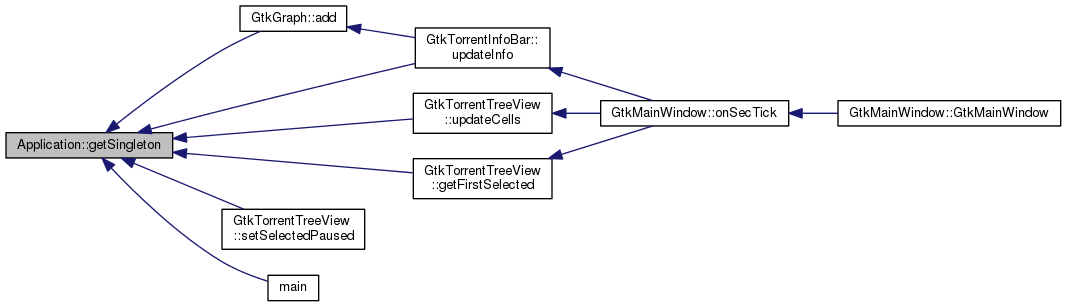 GtkGraph::add
GtkTorrentInfoBar::
updateInfo
GtkTorrentTreeView
::updateCells
GtkMainWindow::onSecTick
GtkMainWindow::GtkMainWindow
Application::getSingleton
GtkTorrentTreeView
::getFirstSelected
GtkTorrentTreeView
::setSelectedPaused
main